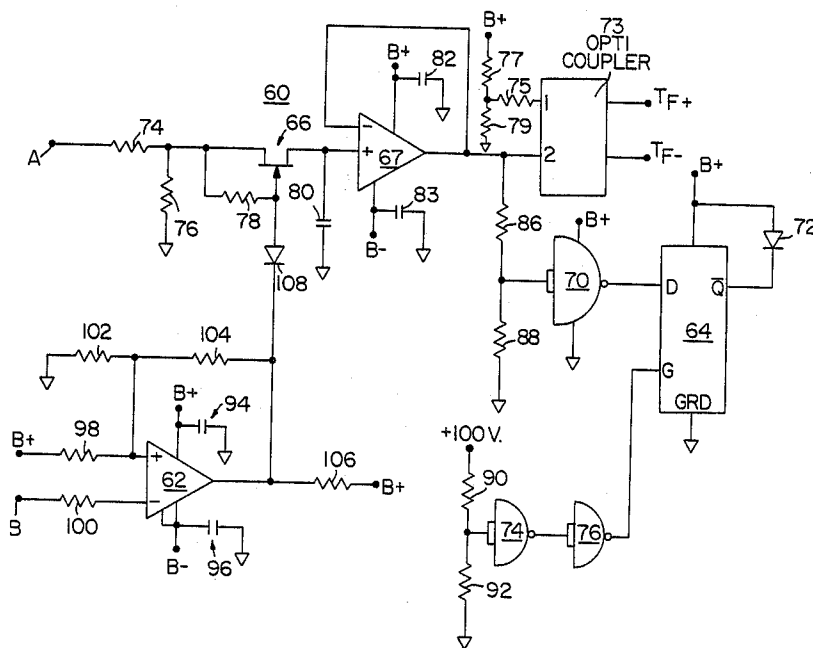 B+
73
OPTI
COUPLER
B+
82
77
60
75
1
TF+
74
66
79
A
67
2
TF-
B+
76
78
80
83
86
B+
72
B-
108
70
D
Q̅
102
104
88
64
G
B+
94
GRD
B+
98
+100V.
62
106
B+
90
B
100
74
76
B-
96
92
+
-
+
-